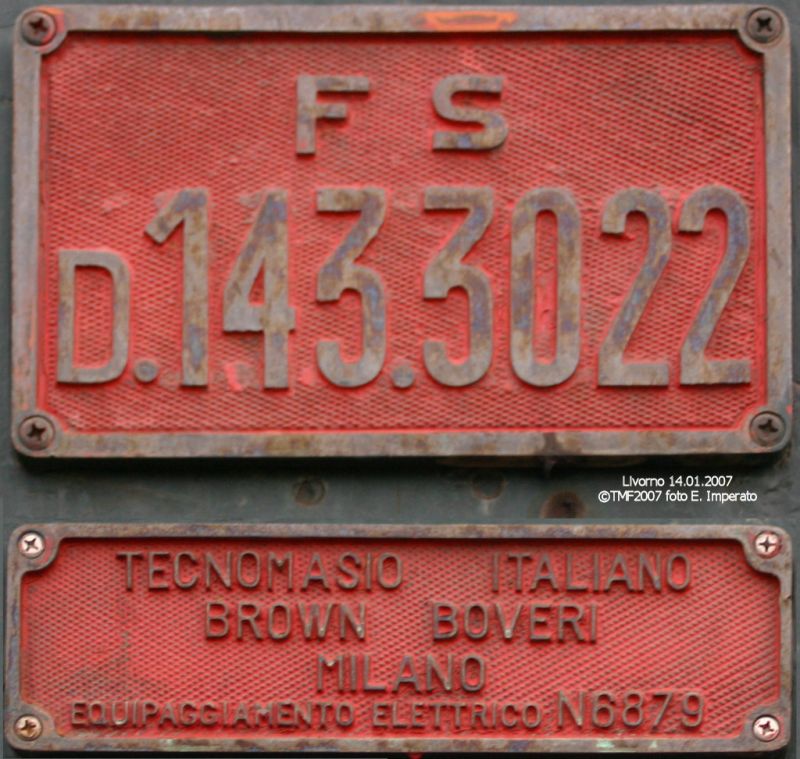 F S
D.143.3022
Livorno 14.01.2007
©TMF2007 foto E. Imperato
TECNOMASIO ITALIANO
BROWN BOVERI
MILANO
EQUIPAGGIAMENTO ELETTRICO N6879